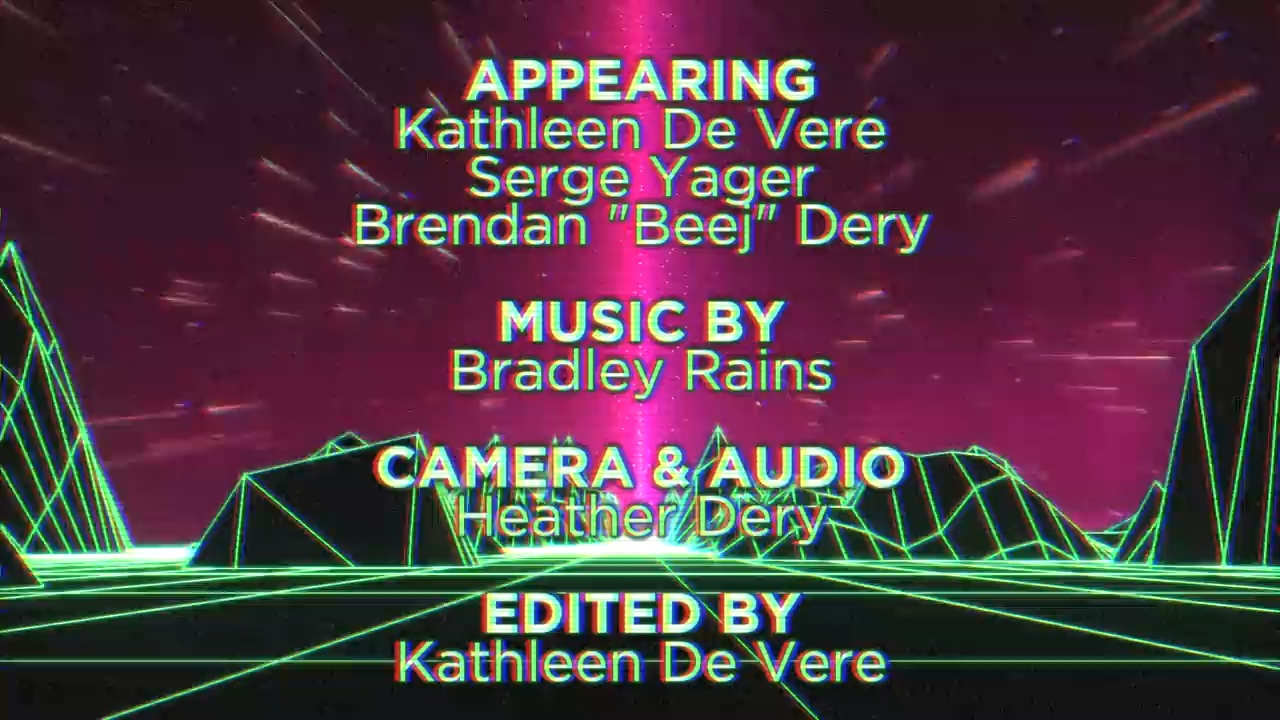 APPEARING
Kathleen De Vere
Serge Yager
Brendan "Beej" Dery
MUSIC BY
Bradley Rains
CAMERA & AUDIO
Heather Dery
EDITED BY
Kathleen De Vere